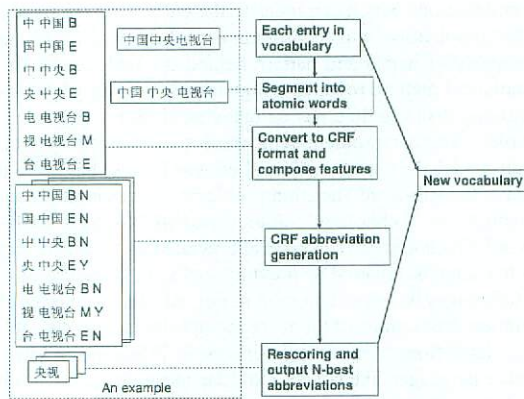 中 中国 B
国 中国 E
中 中央 B
央 中央 E
电 电视台 B
视 电视台 M
台 电视台 E
中国中央电视台
中国 中央 电视台
中 中国 B N
国 中国 E N
中 中央 B N
央 中央 E Y
电 电视台 B N
视 电视台 M Y
台 电视台 E N
央视
An example
Each entry in
vocabulary
Segment into
atomic words
Convert to CRF
format and
compose features
CRF abbreviation
generation
Rescoring and
output N-best
abbreviations
New vocabulary